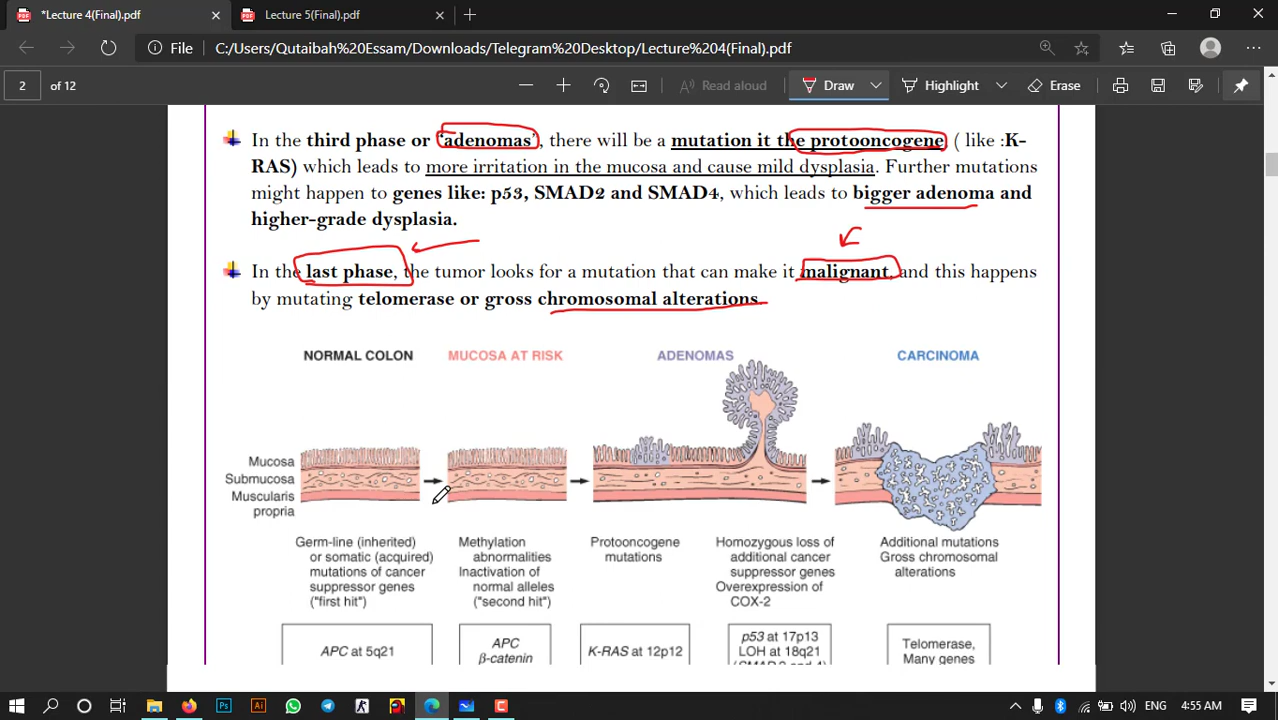 *Lecture 4(Final).pdf
Lecture 5(Final).pdf
File
C:/Users/Qutaibah%20Essam/Downloads/Telegram%20Desktop/Lecture%204(Final).pdf
2 of 12
Read aloud
Draw
Highlight
Erase
In the third phase or 'adenomas', there will be a mutation it the protooncogene ( like :K-
RAS) which leads to more irritation in the mucosa and cause mild dysplasia. Further mutations
might happen to genes like: p53, SMAD2 and SMAD4, which leads to bigger adenoma and
higher-grade dysplasia.
In the last phase, the tumor looks for a mutation that can make it malignant, and this happens
by mutating telomerase or gross chromosomal alterations.
NORMAL COLON
MUCOSA AT RISK
ADENOMAS
CARCINOMA
Mucosa
Submucosa
Muscularis
propria
Germ-line (inherited)
or somatic (acquired)
mutations of cancer
suppressor genes
("first hit")
Methylation
abnormalities
Inactivation of
normal alleles
("second hit")
Protooncogene
mutations
Homozygous loss of
additional cancer
suppressor genes
Overexpression of
COX-2
Additional mutations
Gross chromosomal
alterations
APC at 5q21
APC
β-catenin
K-RAS at 12p12
p53 at 17p13
LOH at 18q21
(SMAD 2 and 4)
Telomerase,
Many genes
Ps
Ai
ENG
4:55 AM